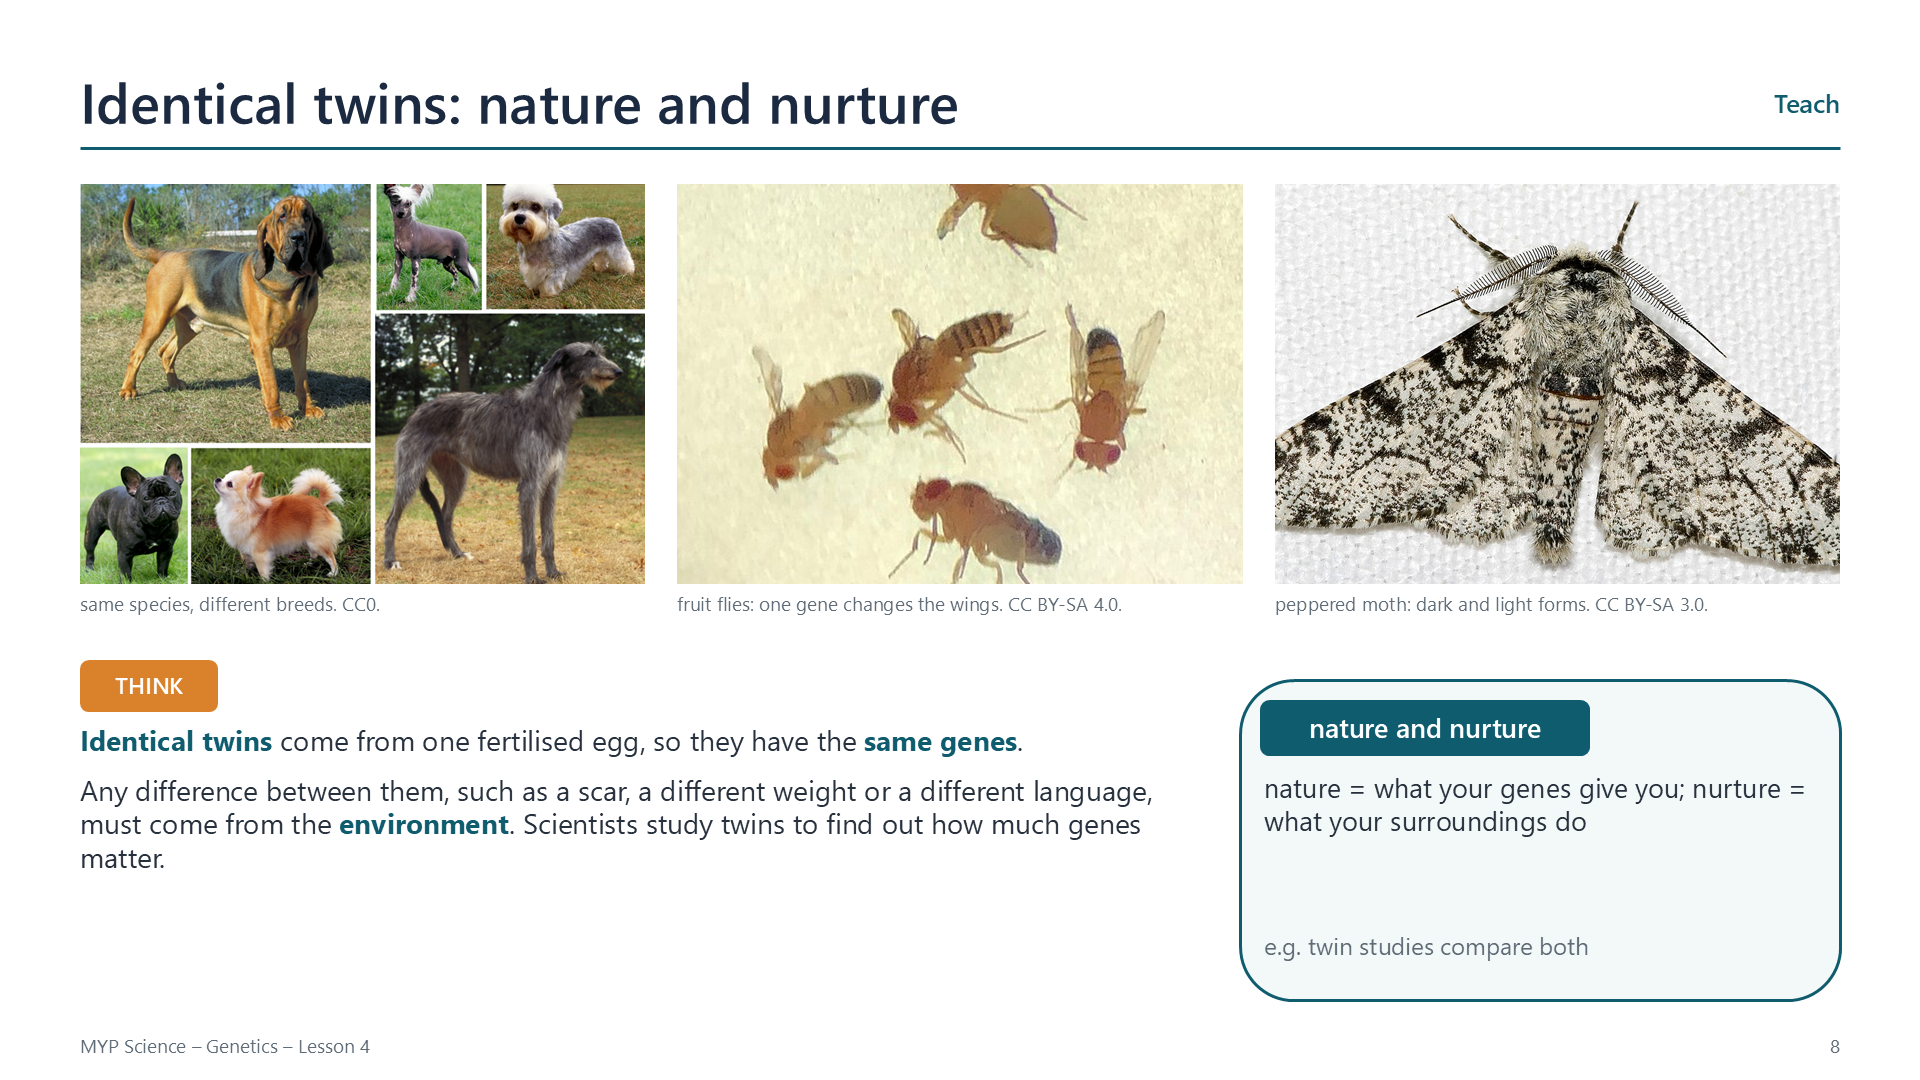 Identical twins: nature and nurture
Teach
same species, different breeds. CC0.
fruit flies: one gene changes the wings. CC BY-SA 4.0.
peppered moth: dark and light forms. CC BY-SA 3.0.
THINK
Identical twins come from one fertilised egg, so they have the same genes.
Any difference between them, such as a scar, a different weight or a different language,
must come from the environment. Scientists study twins to find out how much genes
matter.
nature and nurture
nature = what your genes give you; nurture =
what your surroundings do
e.g. twin studies compare both
MYP Science – Genetics – Lesson 4
8